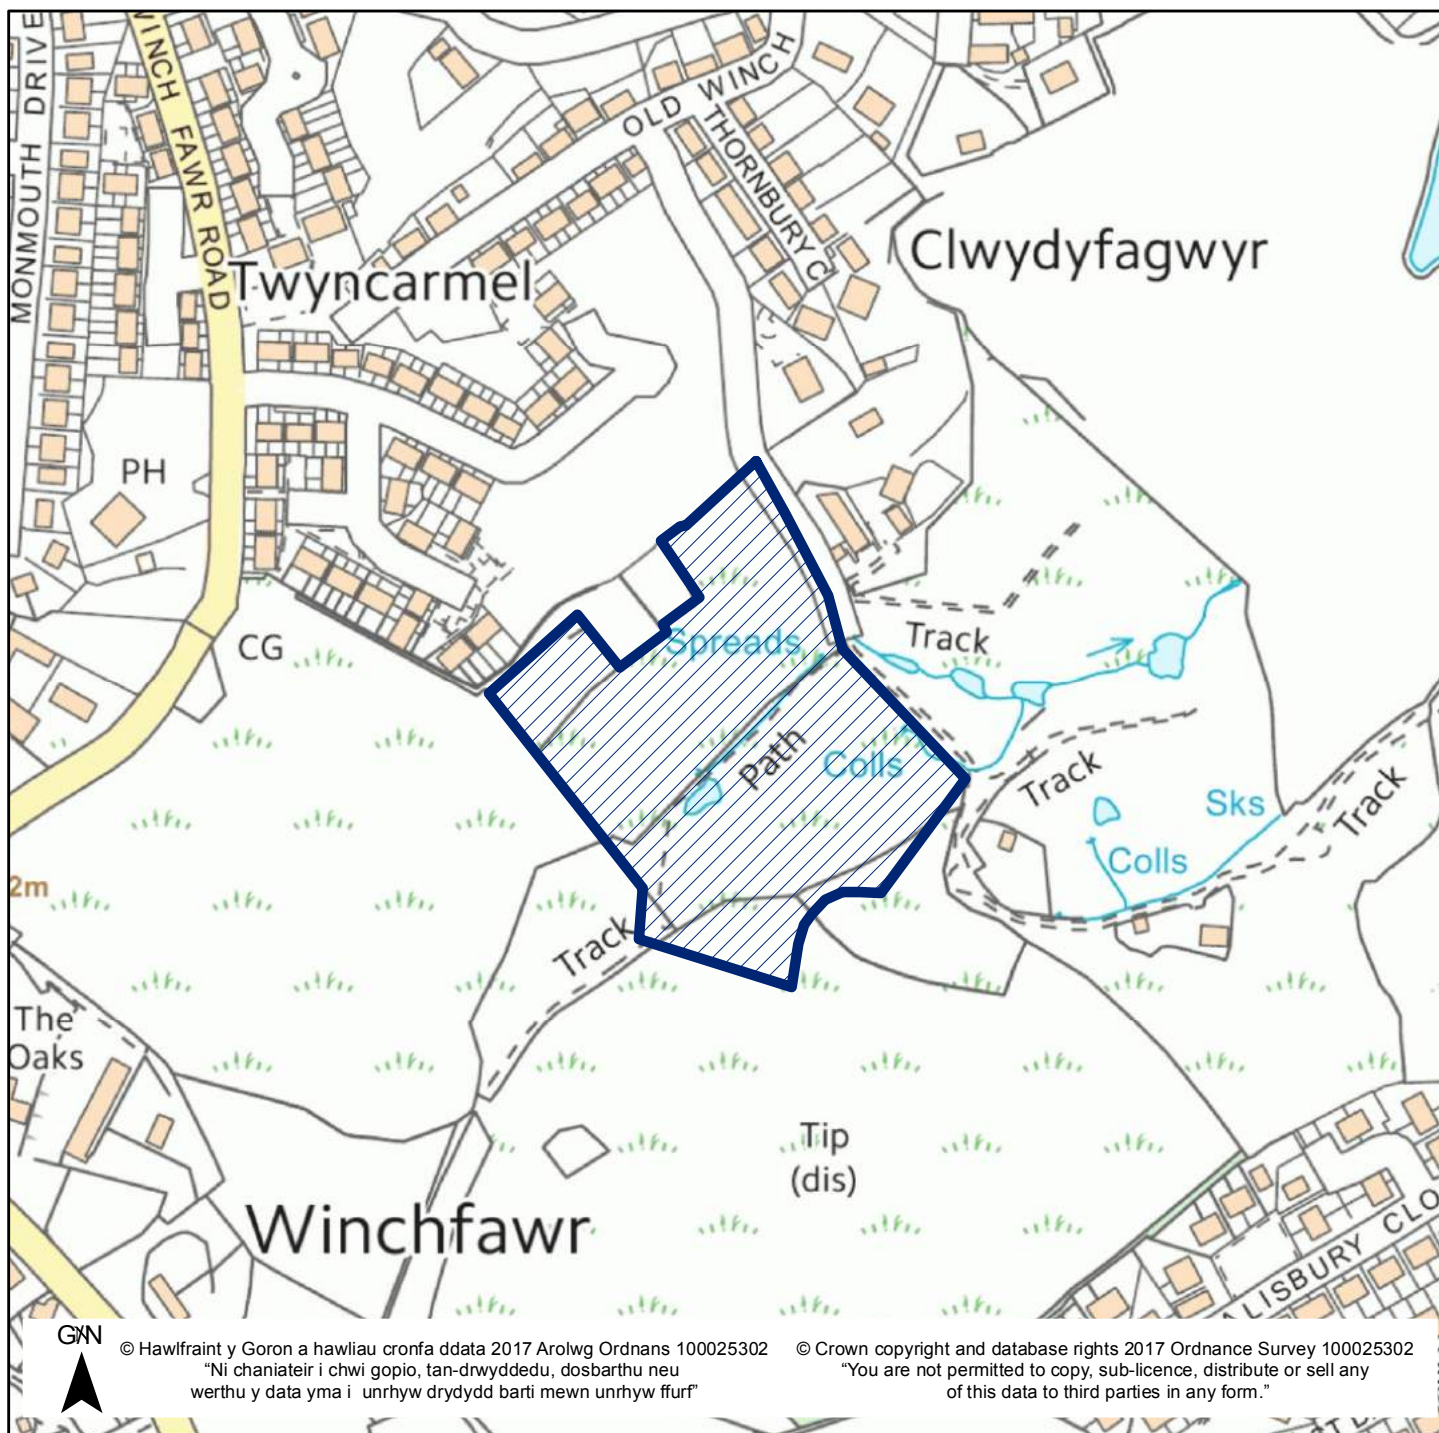 MONMOUTH DRIVE
WINCH FAWR ROAD
OLD WINCH
THORNBURY C
Clwydyfagwyr
Twyncarmel
PH
CG
Spreads
Track
Path
Colls
Track
Sks
Track
Colls
2m
Track
The
Oaks
Tip
(dis)
Winchfawr
ALISBURY CLO
G/N
© Hawlfraint y Goron a hawliau cronfa ddata 2017 Arolwg Ordnans 100025302
“Ni chaniateir i chwi gopio, tan-drwyddedu, dosbarthu neu
werthu y data yma i unrhyw drydydd barti mewn unrhyw ffurf”
© Crown copyright and database rights 2017 Ordnance Survey 100025302
“You are not permitted to copy, sub-licence, distribute or sell any
of this data to third parties in any form.”